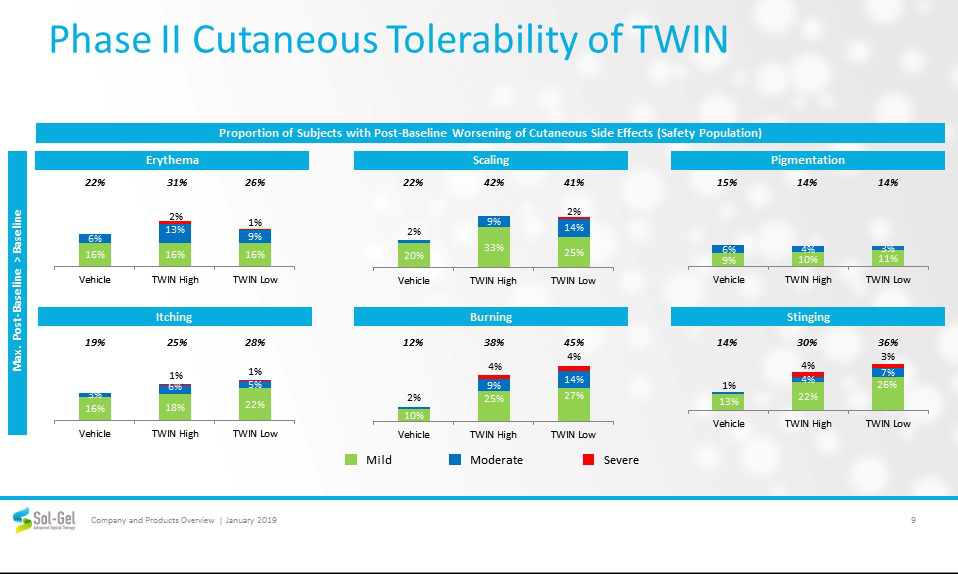 Phase II Cutaneous Tolerability of TWIN
Proportion of Subjects with Post-Baseline Worsening of Cutaneous Side Effects (Safety Population)
Max. Post-Baseline > Baseline
Erythema
22% 31% 26%
2%
1%
13%
6% 9%
16% 16% 16%
Vehicle TWIN High TWIN Low
Scaling
22% 42% 41%
2%
9%
2% 14%
20% 33% 25%
Vehicle TWIN High TWIN Low
Pigmentation
15% 14% 14%
6% 4% 3%
9% 10% 11%
Vehicle TWIN High TWIN Low
Itching
19% 25% 28%
1% 1%
3% 6% 5%
16% 18% 22%
Vehicle TWIN High TWIN Low
Burning
12% 38% 45%
4% 4%
2% 9% 14%
10% 25% 27%
Vehicle TWIN High TWIN Low
Stinging
14% 30% 36%
4% 3%
1% 4% 7%
13% 22% 26%
Vehicle TWIN High TWIN Low
Mild Moderate Severe
Sol-Gel
Advanced Topical Therapy
Company and Products Overview | January 2019
9